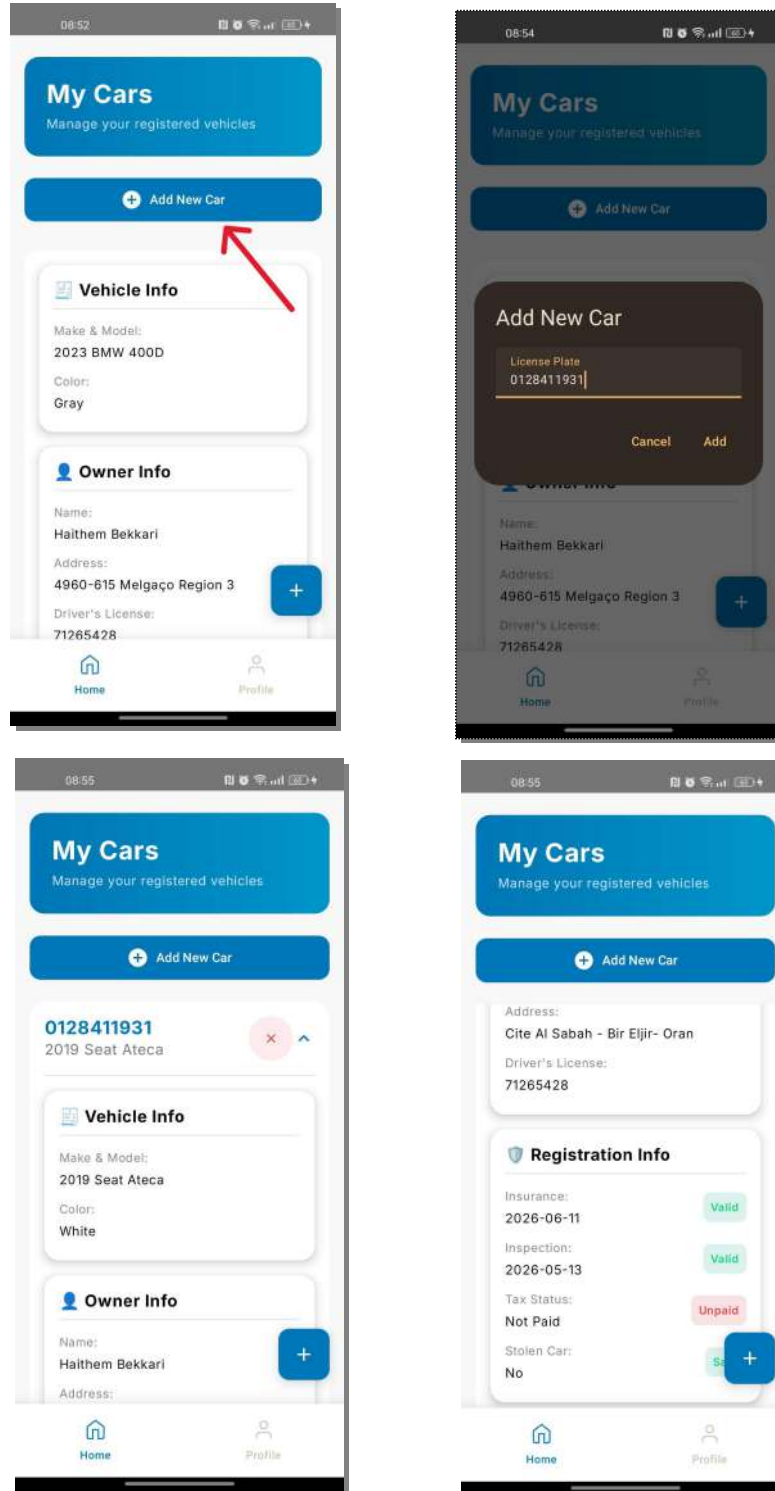 08:52
My Cars
Manage your registered vehicles
Add New Car
Vehicle Info
Make & Model:
2023 BMW 400D
Color:
Gray
Owner Info
Name:
Haithem Bekkari
Address:
4960-615 Melgaço Region 3
Driver's License:
71265428
Home
Profile
08:54
My Cars
Manage your registered vehicles
Add New Car
Add New Car
License Plate
0128411931
Cancel
Add
Owner Info
Name:
Haithem Bekkari
Address:
4960-615 Melgaço Region 3
Driver's License:
71265428
Home
Profile
08:55
My Cars
Manage your registered vehicles
Add New Car
0128411931
2019 Seat Ateca
Vehicle Info
Make & Model:
2019 Seat Ateca
Color:
White
Owner Info
Name:
Haithem Bekkari
Address:
Home
Profile
08:55
My Cars
Manage your registered vehicles
Add New Car
Address:
Cite Al Sabah - Bir Eljir- Oran
Driver's License:
71265428
Registration Info
Insurance:
2026-06-11
Valid
Inspection:
2026-05-13
Valid
Tax Status:
Not Paid
Unpaid
Stolen Car:
No
Home
Profile